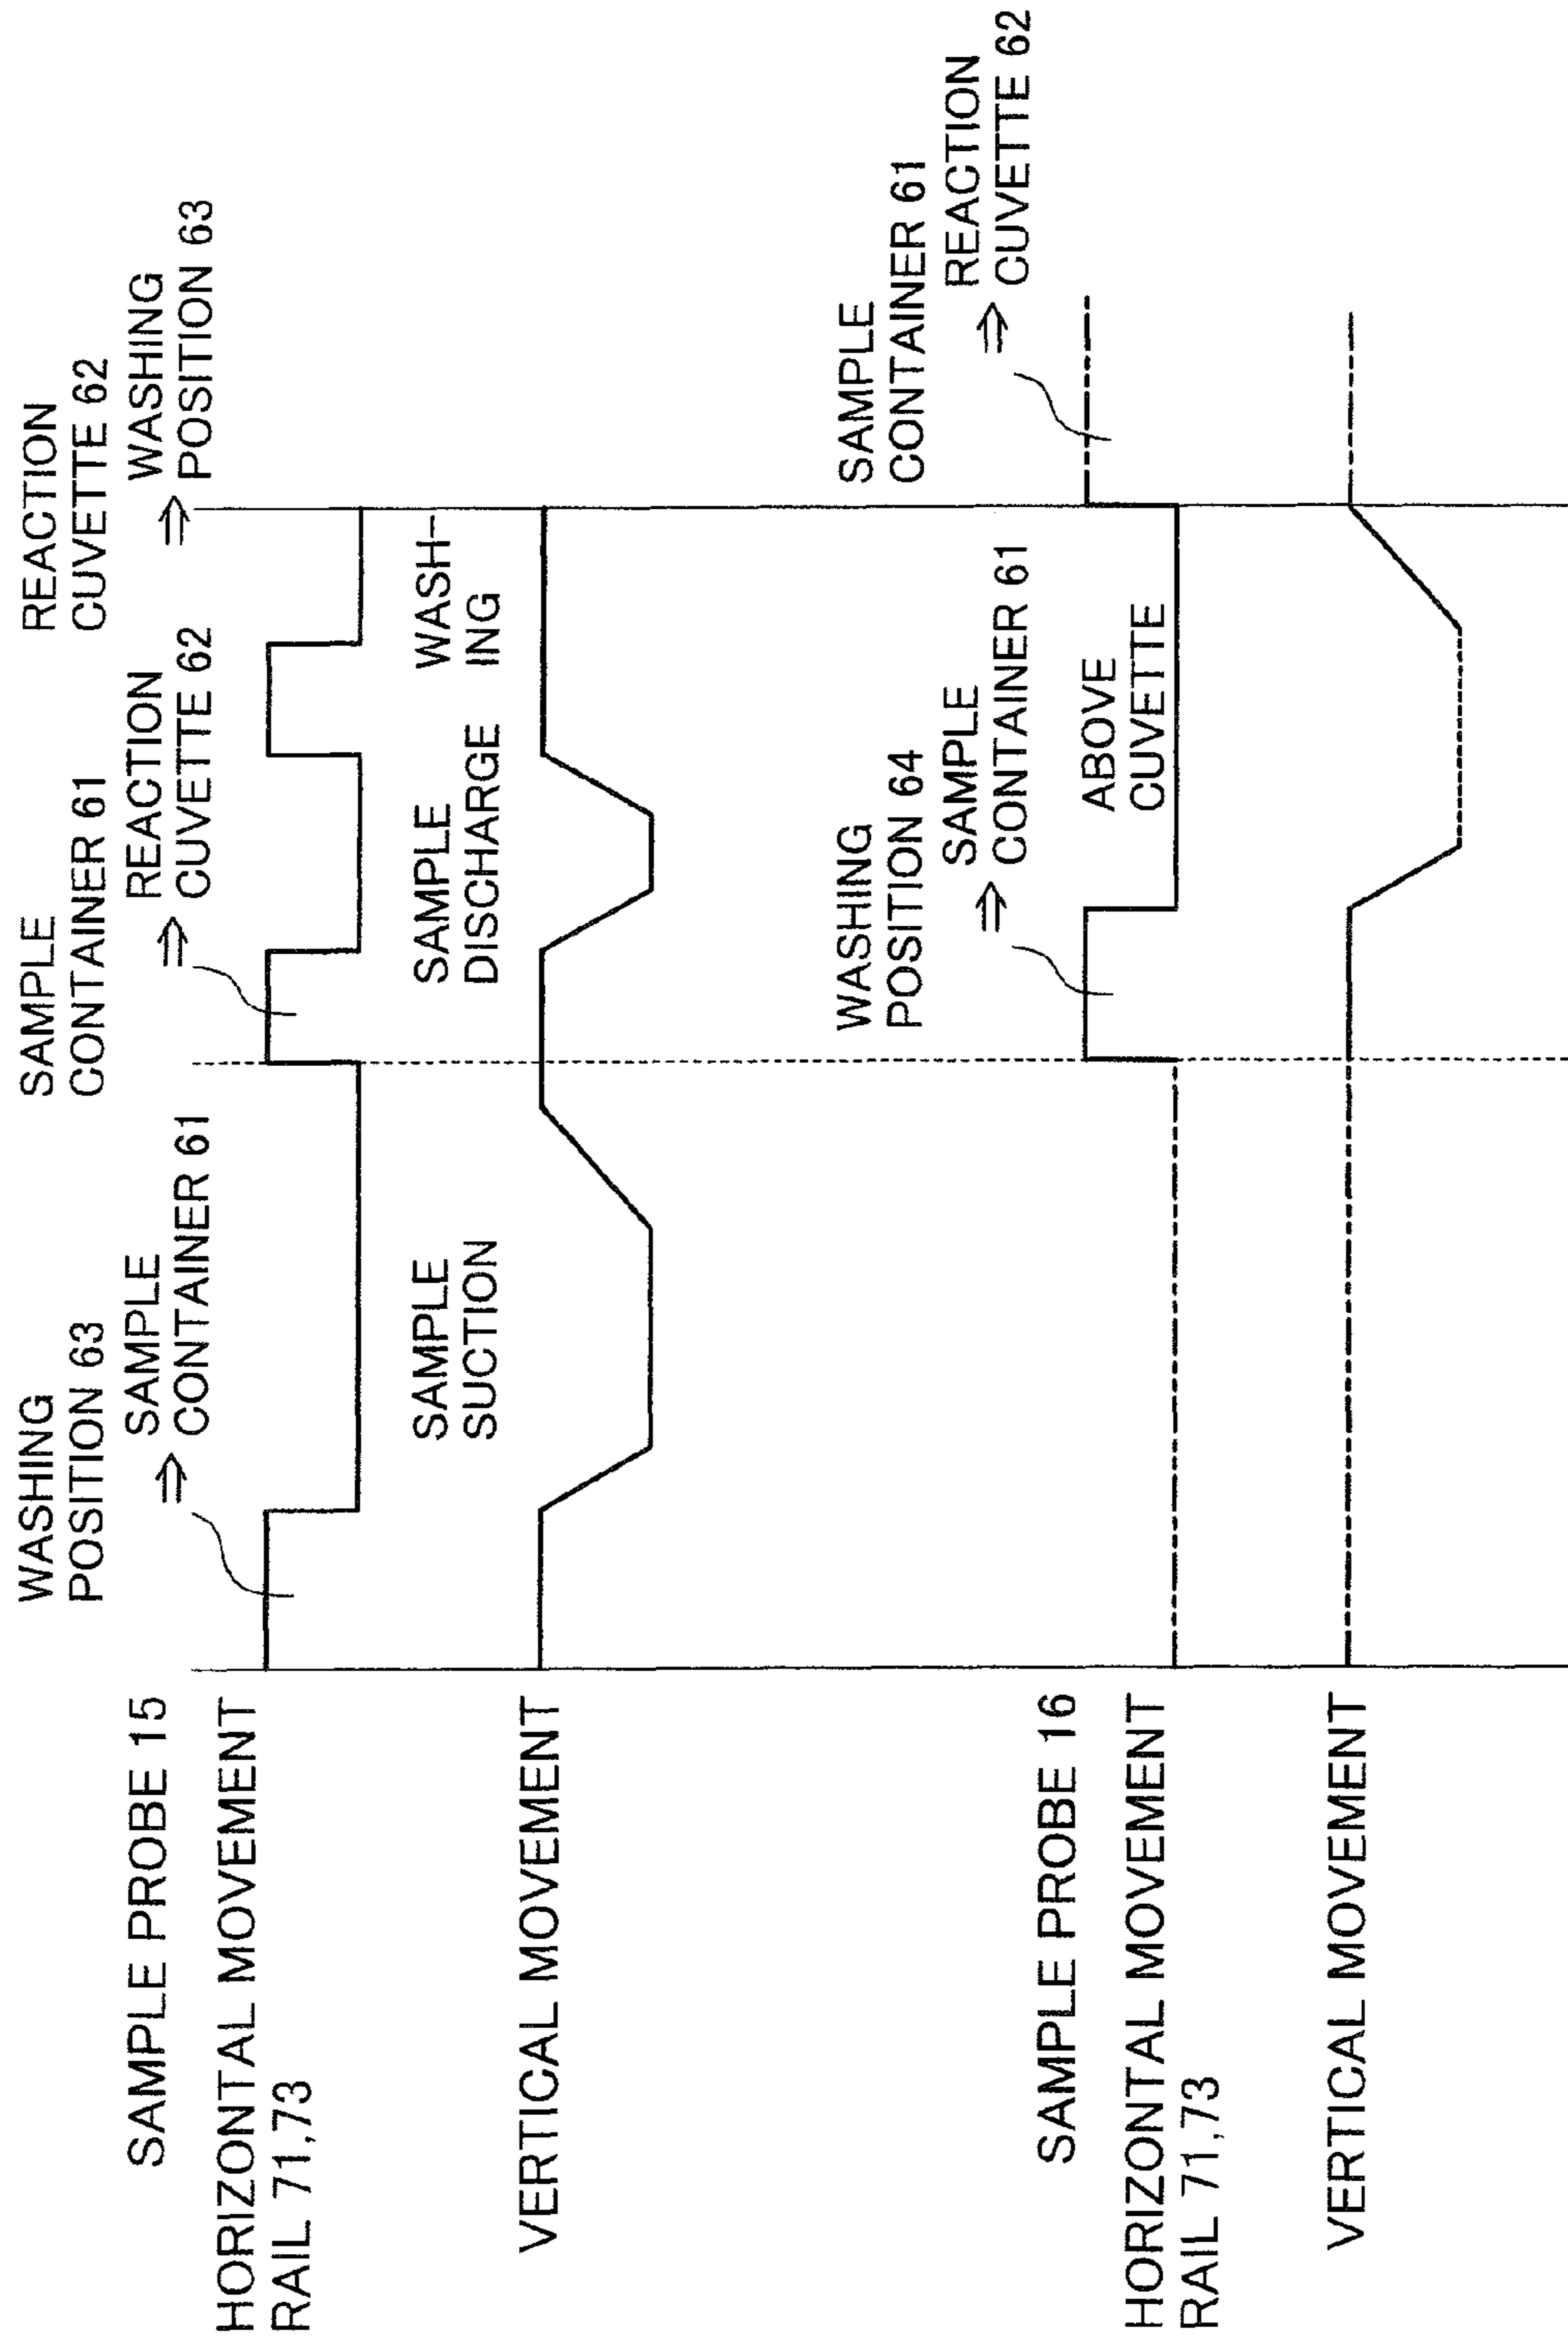 SAMPLE PROBE 15
HORIZONTAL MOVEMENT
RAIL 71,73
WASHING
POSITION 63
⇒ SAMPLE
CONTAINER 61
SAMPLE
CONTAINER 61
⇒ REACTION
CUVETTE 62
REACTION
CUVETTE 62
⇒ WASHING
POSITION 63
VERTICAL MOVEMENT
SAMPLE
SUCTION
SAMPLE
DISCHARGE
WASH-
ING
SAMPLE PROBE 16
HORIZONTAL MOVEMENT
RAIL 71,73
WASHING
POSITION 64
⇒ SAMPLE
CONTAINER 61
SAMPLE
CONTAINER 61
⇒ REACTION
CUVETTE 62
ABOVE
CUVETTE
VERTICAL MOVEMENT